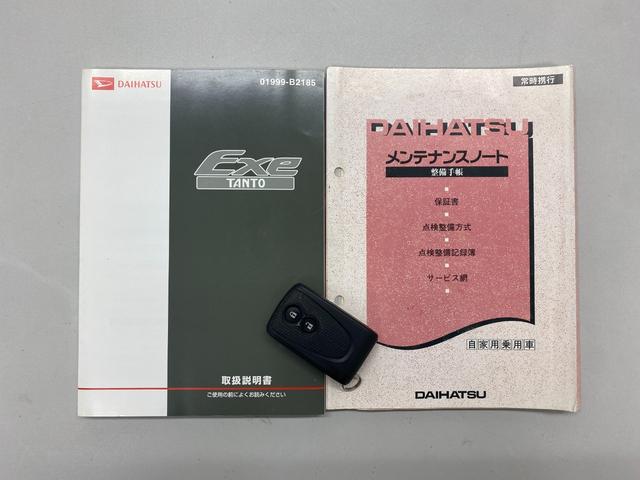 DAIHATSU
01999-B2185
Exe
TANTO
取扱説明書
ご使用の前によくお読みください
常時携行
DAIHATSU
メンテナンスノート
整備手帳
保証書
点検整備方式
点検整備記録簿
サービス網
自家用乗用車
DAIHATSU